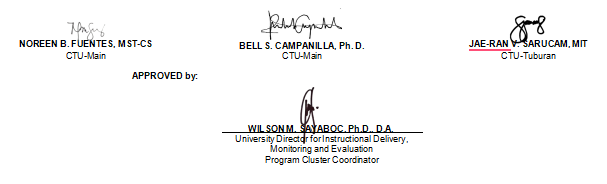 NOREEN B. FUENTES, MST-CS BELL S. CAMPANILLA, Ph. D. JAE-RAN V. SARUCAM, MIT
CTU-Main CTU-Main CTU-Tuburan
APPROVED by:
WILSON M. SAYABOC, Ph.D., D.A.
University Director for Instructional Delivery,
Monitoring and Evaluation
Program Cluster Coordinator